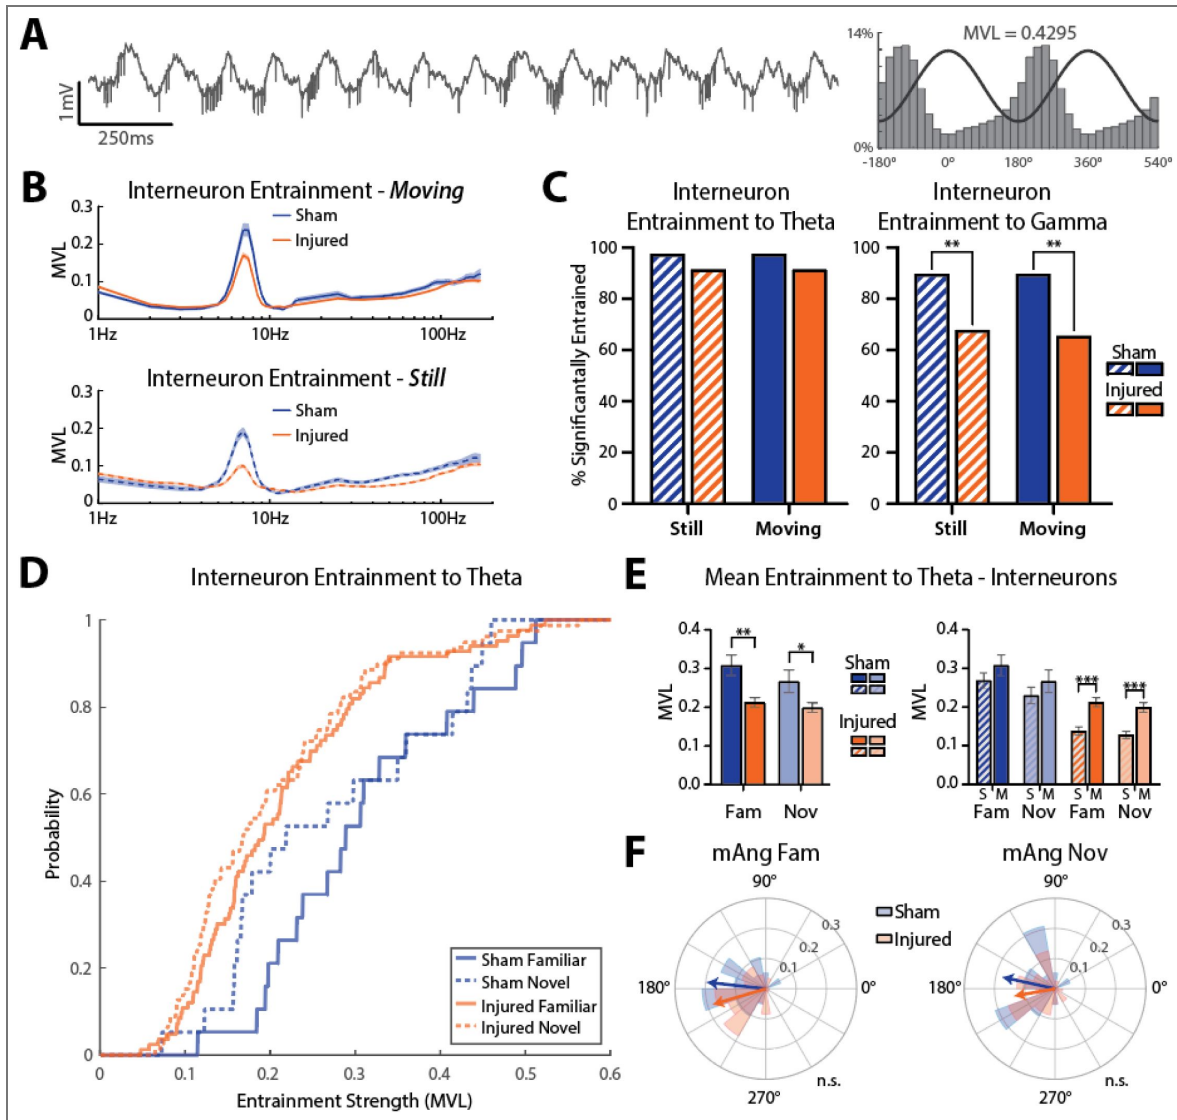 A
1mV
250ms
MVL = 0.4295
14%
0%
-180° 0° 180° 360° 540°
B
Interneuron Entrainment - Moving
0.3
0.2
0.1
0
MVL
Sham
Injured
1Hz 10Hz 100Hz
Interneuron Entrainment - Still
0.3
0.2
0.1
0
MVL
Sham
Injured
1Hz 10Hz 100Hz
C
Interneuron
Entrainment to Theta
% Significantally Entrained
100
80
60
40
20
0
Still Moving
Interneuron
Entrainment to Gamma
100
80
60
40
20
0
** **
Still Moving
Sham
Injured
D
Interneuron Entrainment to Theta
Probability
1
0.8
0.6
0.4
0.2
0
0 0.1 0.2 0.3 0.4 0.5 0.6
Entrainment Strength (MVL)
Sham Familiar
Sham Novel
Injured Familiar
Injured Novel
E
Mean Entrainment to Theta - Interneurons
MVL
0.4
0.3
0.2
0.1
0.0
** *
Fam Nov
Sham
Injured
MVL
0.4
0.3
0.2
0.1
0.0
*** ***
S M S M S M S M
Fam Nov Fam Nov
F
mAng Fam
90°
180°
0°
270°
0.3
0.2
0.1
n.s.
Sham
Injured
mAng Nov
90°
180°
0°
270°
0.3
0.2
0.1
n.s.